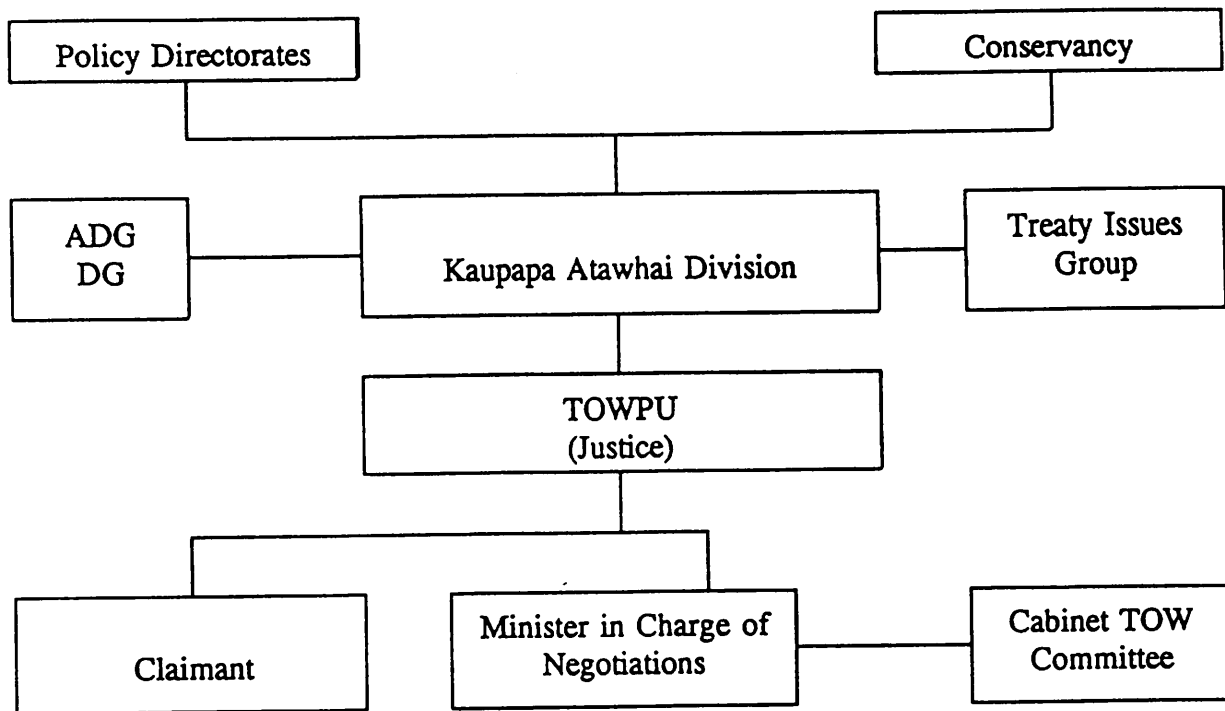 Policy Directorates
Conservancy
ADG
DG
Kaupapa Atawhai Division
Treaty Issues
Group
TOWPU
(Justice)
Claimant
Minister in Charge of
Negotiations
Cabinet TOW
Committee